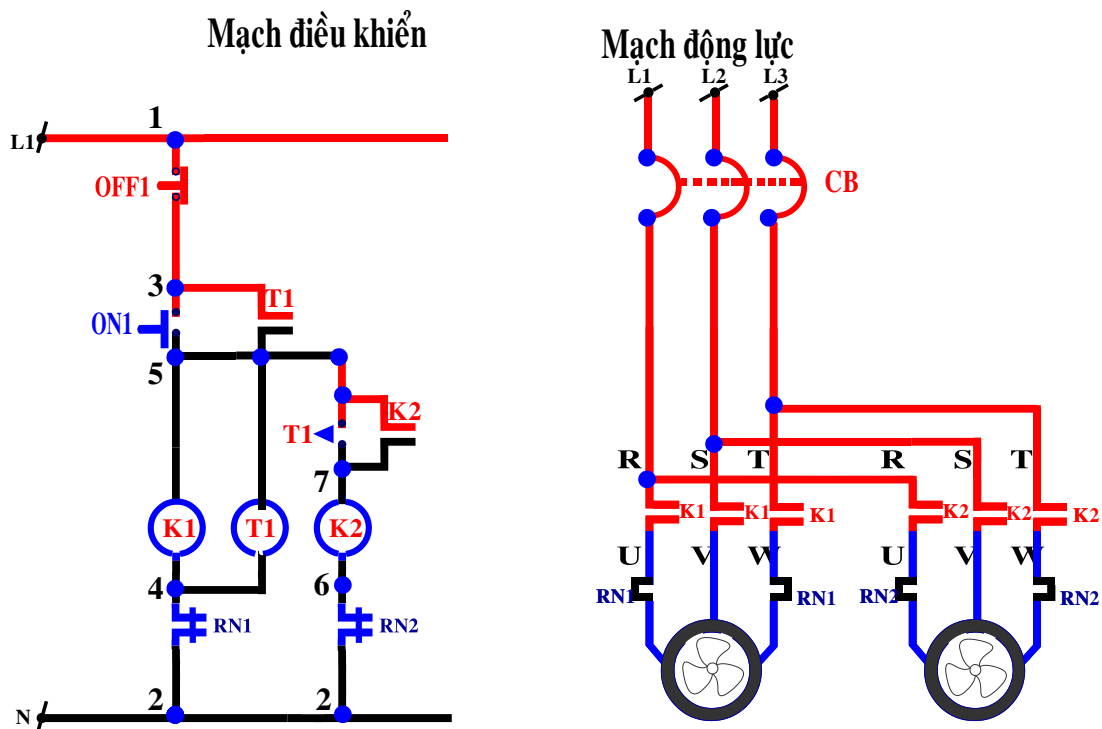 Mạch điều khiển
L1
1
OFF1
3
T1
ON1
5
K2
T1
7
K1
T1
K2
4
6
RN1
RN2
2
2
N
Mạch động lực
L1 L2 L3
CB
R S T R S T
K1 K1 K1 K2 K2 K2
U V W U V W
RN1 RN1 RN2 RN2